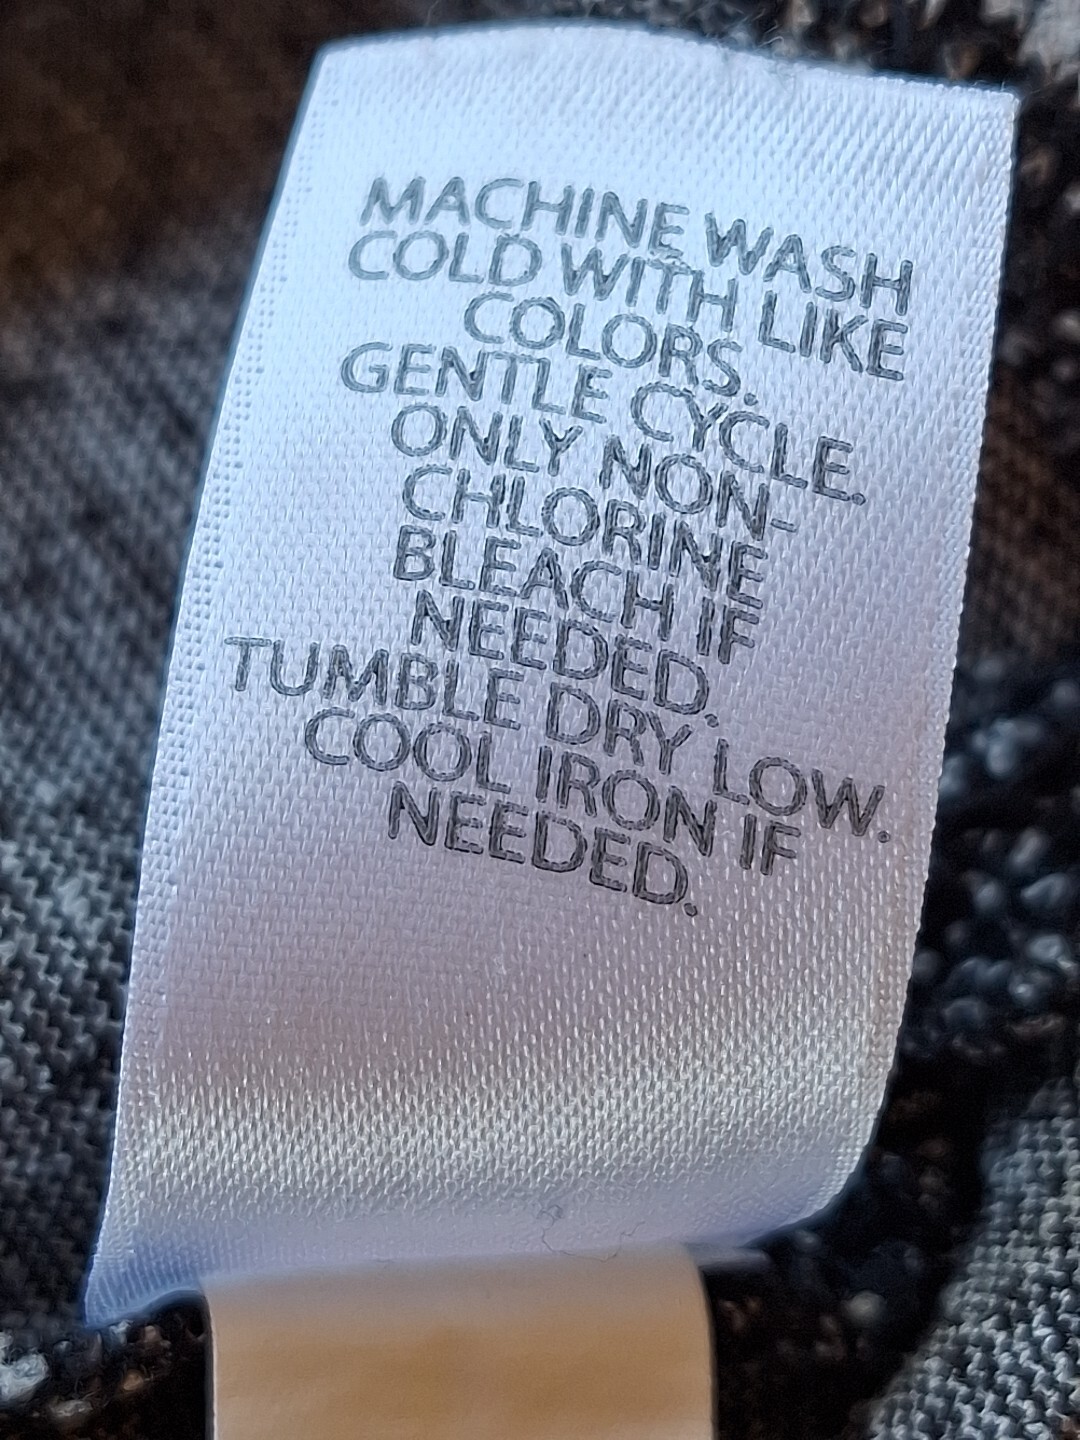 MACHINE WASH
COLD WITH LIKE
COLORS.
GENTLE CYCLE.
ONLY NON-
CHLORINE
BLEACH IF
NEEDED.
TUMBLE DRY LOW.
COOL IRON IF
NEEDED.